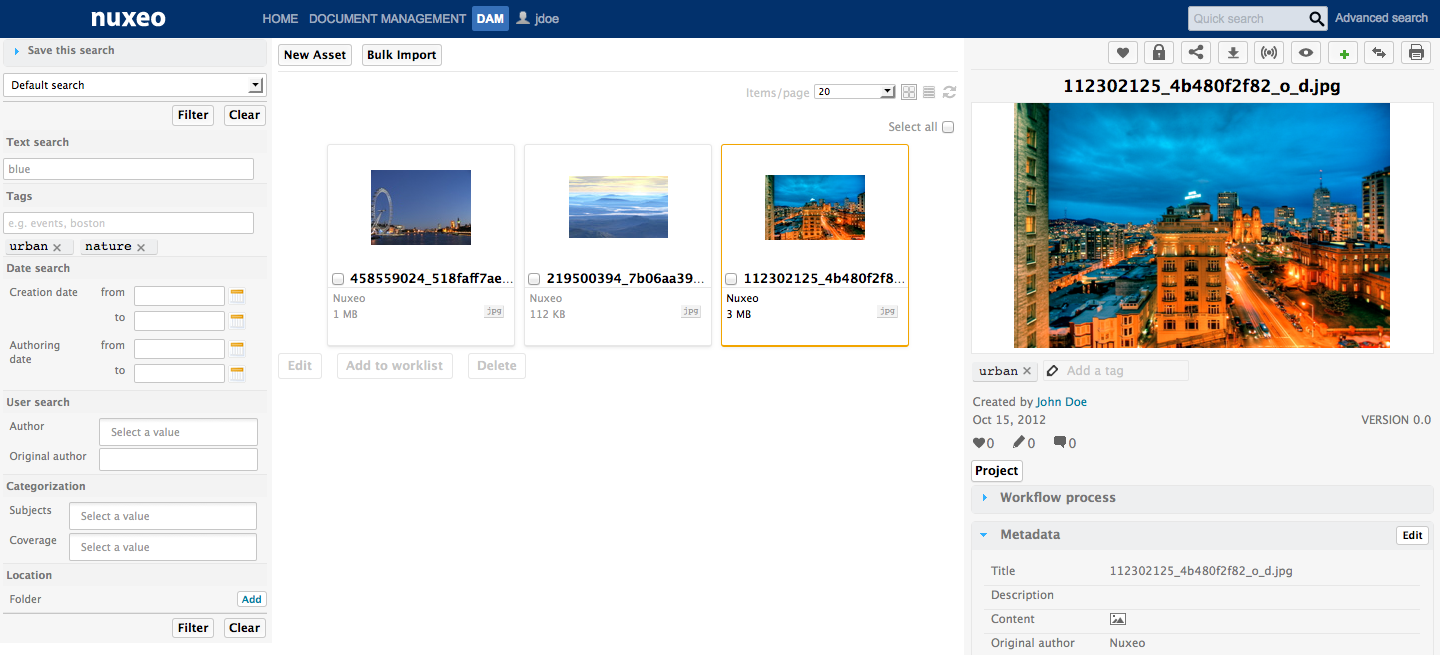 nuxeo HOME DOCUMENT MANAGEMENT DAM jdoe Quick search Advanced search
Save this search
Default search
Filter Clear
Text search
blue
Tags
e.g. events, boston
urban × nature ×
Date search
Creation date from
to
Authoring date from
to
User search
Author Select a value
Original author
Categorization
Subjects Select a value
Coverage Select a value
Location
Folder Add
Filter Clear
New Asset Bulk Import
Items/page 20
Select all
458559024_518faff7ae...
Nuxeo
1 MB jpg
219500394_7b06aa39...
Nuxeo
112 KB jpg
112302125_4b480f2f8...
Nuxeo
3 MB jpg
Edit Add to worklist Delete
112302125_4b480f2f82_o_d.jpg
urban × Add a tag
Created by John Doe
Oct 15, 2012 VERSION 0.0
0 0 0
Project
Workflow process
Metadata Edit
Title 112302125_4b480f2f82_o_d.jpg
Description
Content
Original author Nuxeo